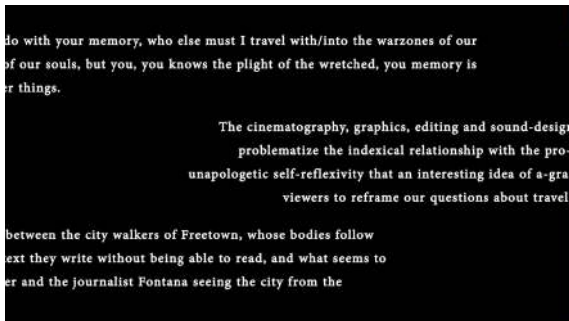 do with your memory, who else must I travel with/into the warzones of our
of our souls, but you, you knows the plight of the wretched, you memory is
er things.
The cinematography, graphics, editing and sound-design
problematize the indexical relationship with the pro-
unapologetic self-reflexivity that an interesting idea of a-gra
viewers to reframe our questions about travel
between the city walkers of Freetown, whose bodies follow
text they write without being able to read, and what seems to
er and the journalist Fontana seeing the city from the